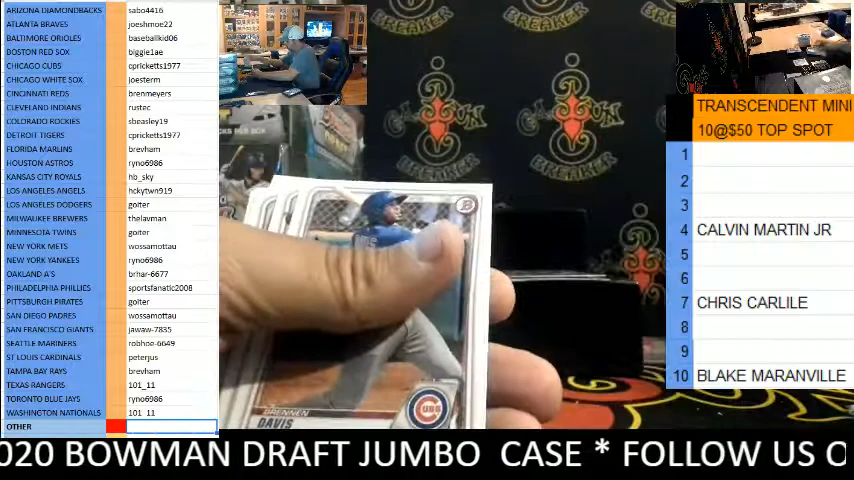 ARIZONA DIAMONDBACKS sabo4416
ATLANTA BRAVES joeshmoe22
BALTIMORE ORIOLES baseballkid06
BOSTON RED SOX biggie1ae
CHICAGO CUBS cpricketts1977
CHICAGO WHITE SOX joesterm
CINCINNATI REDS brenmeyers
CLEVELAND INDIANS rustec
COLORADO ROCKIES sbeasley19
DETROIT TIGERS cpricketts1977
FLORIDA MARLINS brevham
HOUSTON ASTROS ryno6986
KANSAS CITY ROYALS hb_sky
LOS ANGELES ANGELS hckytwn919
LOS ANGELES DODGERS golter
MILWAUKEE BREWERS thelavman
MINNESOTA TWINS golter
NEW YORK METS wossamottau
NEW YORK YANKEES ryno6986
OAKLAND A'S brhar-6677
PHILADELPHIA PHILLIES sportsfanatic2008
PITTSBURGH PIRATES golter
SAN DIEGO PADRES wossamottau
SAN FRANCISCO GIANTS jawaw-7835
SEATTLE MARINERS robhoe-6649
ST LOUIS CARDINALS peterjus
TAMPA BAY RAYS brevham
TEXAS RANGERS 101_11
TORONTO BLUE JAYS ryno6986
WASHINGTON NATIONALS 101_11
OTHER
BREAKER
BREAKER
BREAKER
BREAKER
PER BOX
B
BRENNEN
DAVIS
CUBS
TRANSCENDENT MINI
10@$50 TOP SPOT
1
2
3
4 CALVIN MARTIN JR
5
6
7 CHRIS CARLILE
8
9
10 BLAKE MARANVILLE
020 BOWMAN DRAFT JUMBO CASE * FOLLOW US O